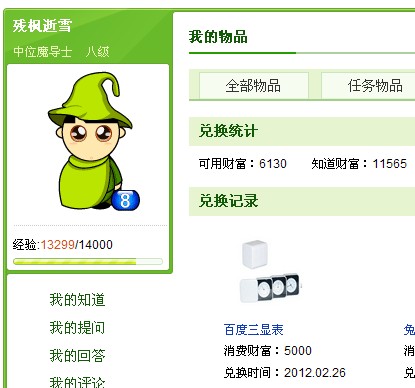 残枫逝雪
中位魔导士 八级
8
经验:13299/14000
我的知道
我的提问
我的回答
我的评论
我的物品
全部物品 任务物品
兑换统计
可用财富：6130 知道财富：11565
兑换记录
百度三显表
消费财富：5000 消
兑换时间：2012.02.26 兑